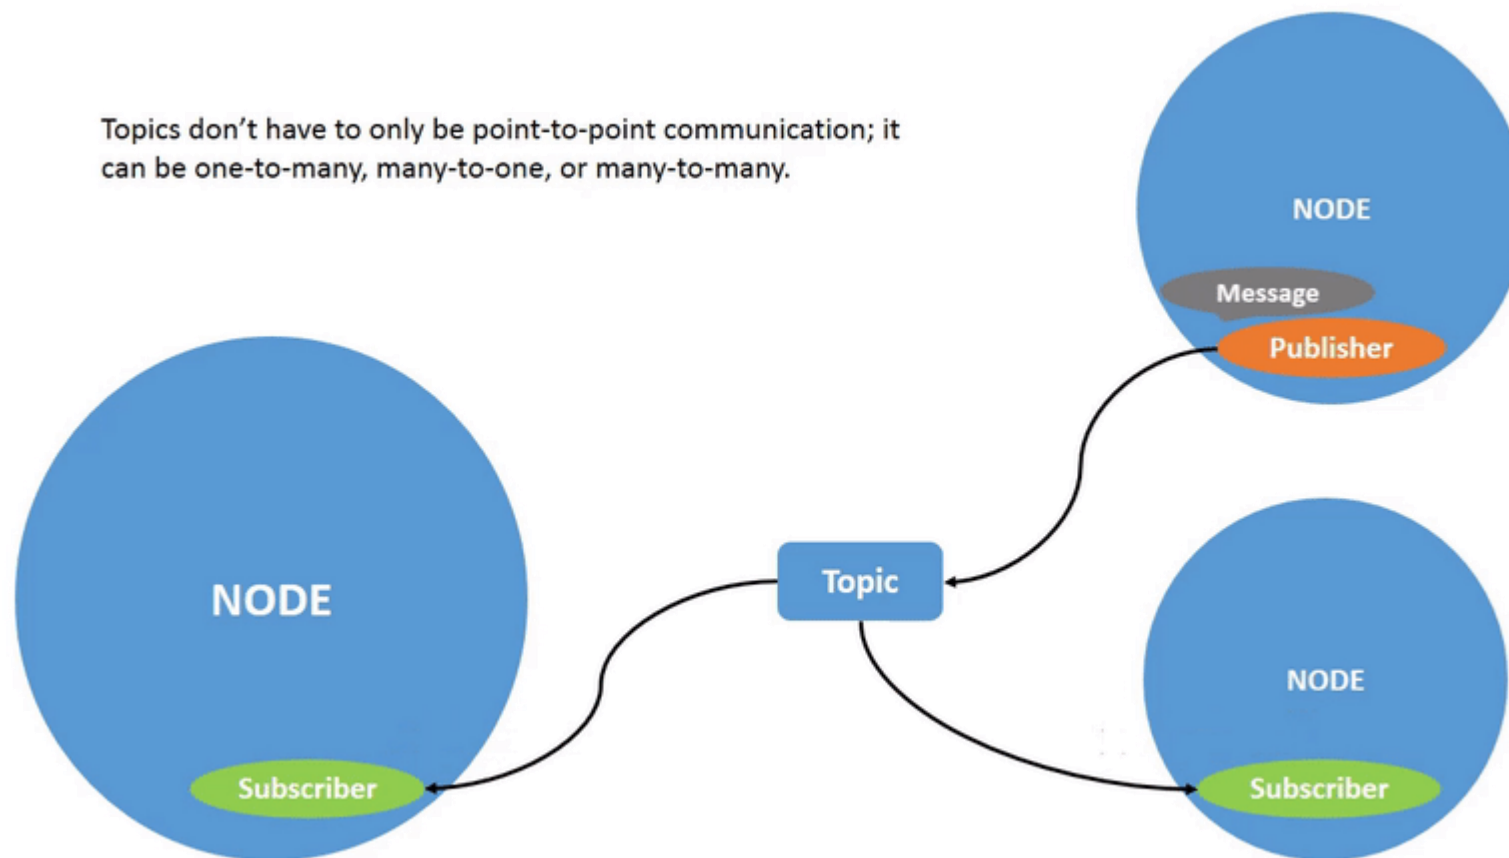 Topics don’t have to only be point-to-point communication; it
can be one-to-many, many-to-one, or many-to-many.
NODE
Message
Publisher
Topic
NODE
Subscriber
NODE
Subscriber